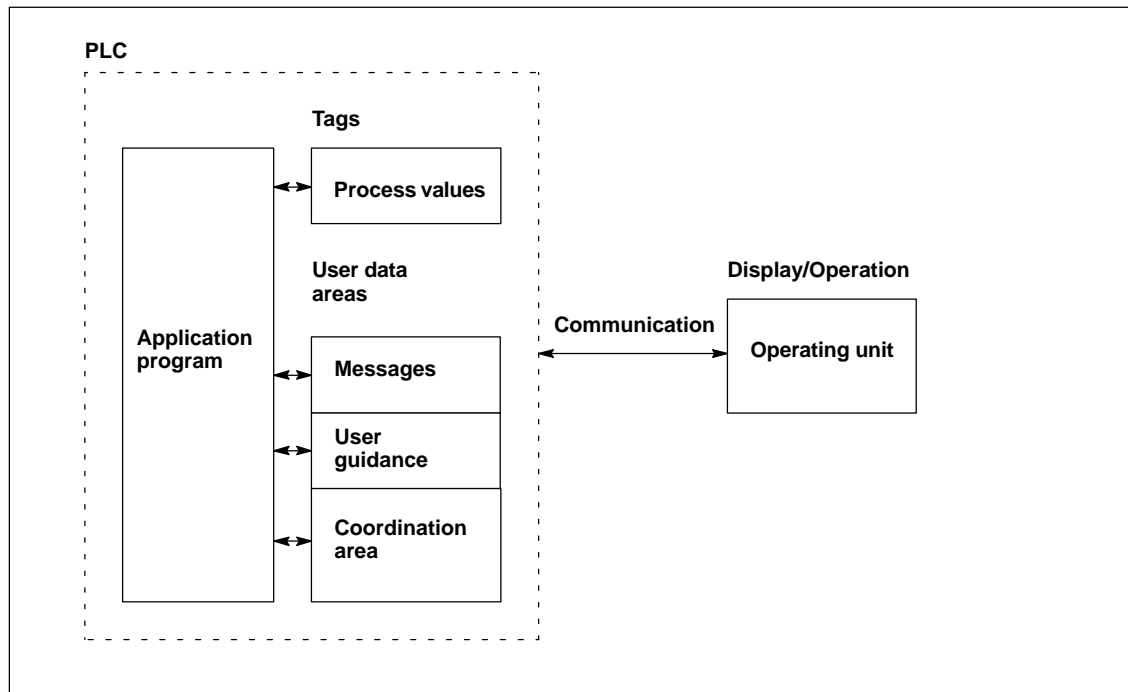 PLC
Tags
Process values
User data
areas
Display/Operation
Application
program
Communication
Operating unit
Messages
User
guidance
Coordination
area